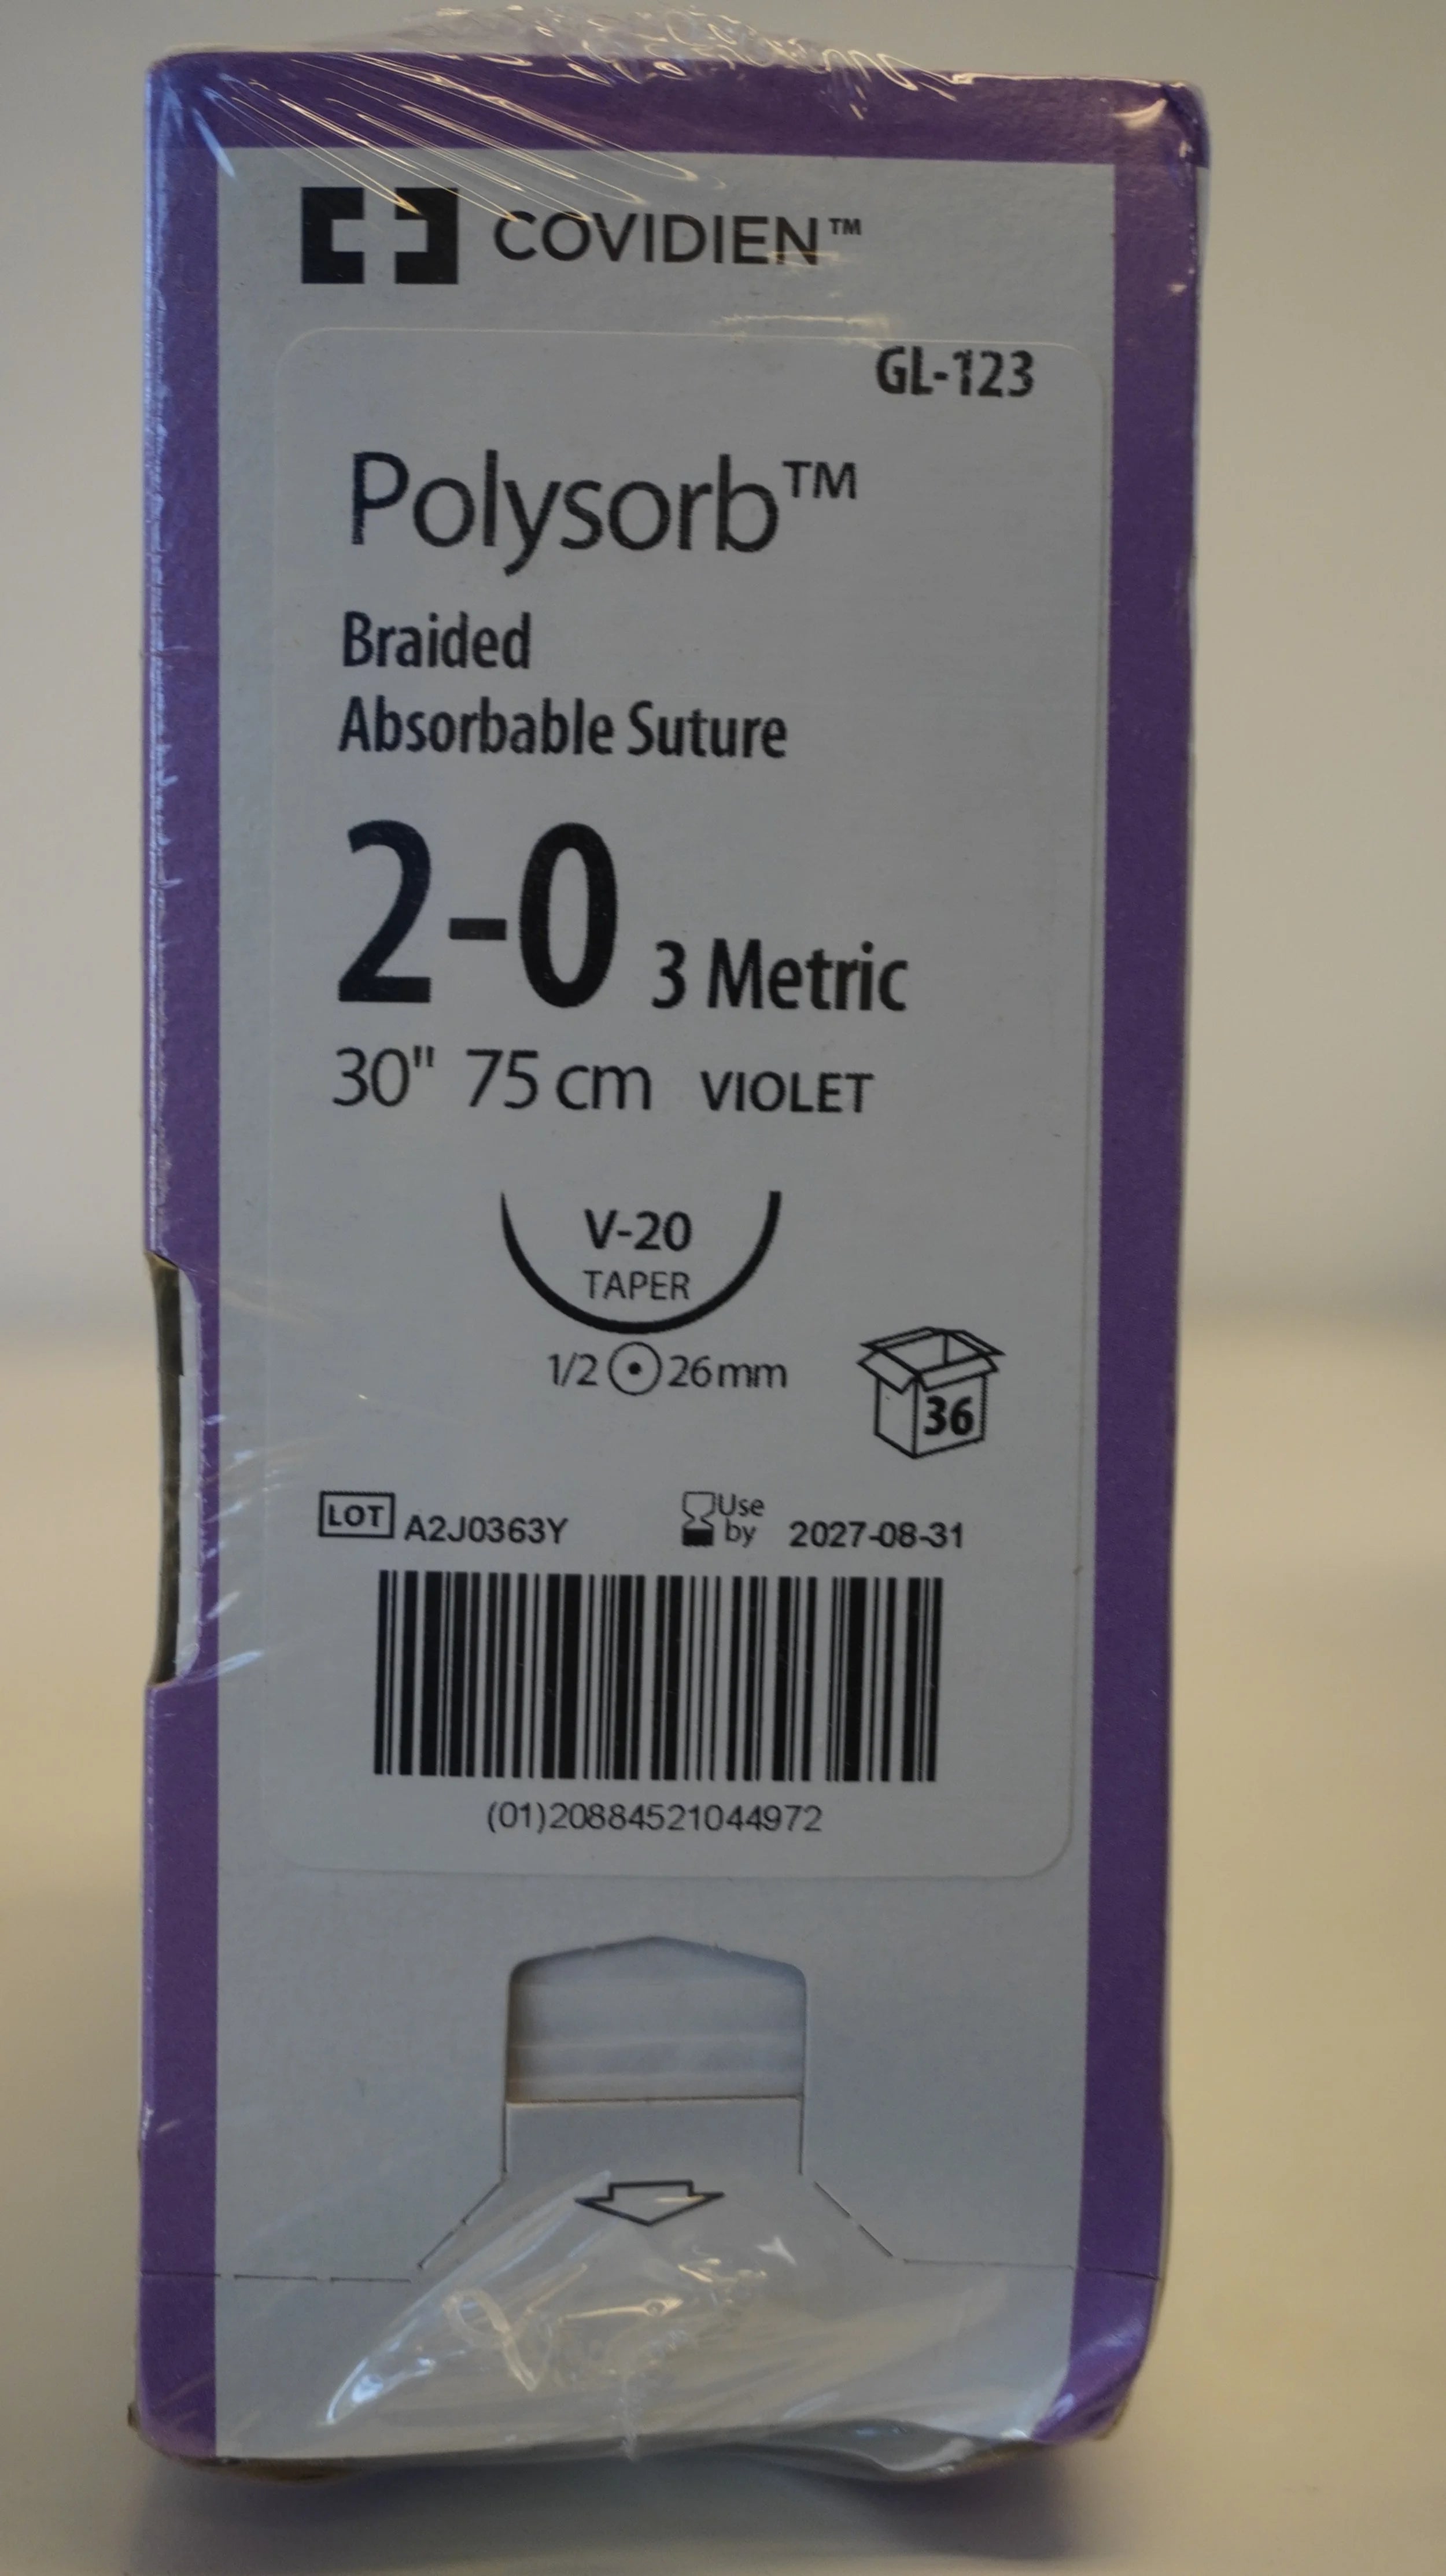 COVIDIEN™
GL-123
Polysorb™
Braided
Absorbable Suture
2-0 3 Metric
30" 75 cm VIOLET
V-20
TAPER
1/2 26mm
36
LOT A2J0363Y Use by 2027-08-31
(01)20884521044972